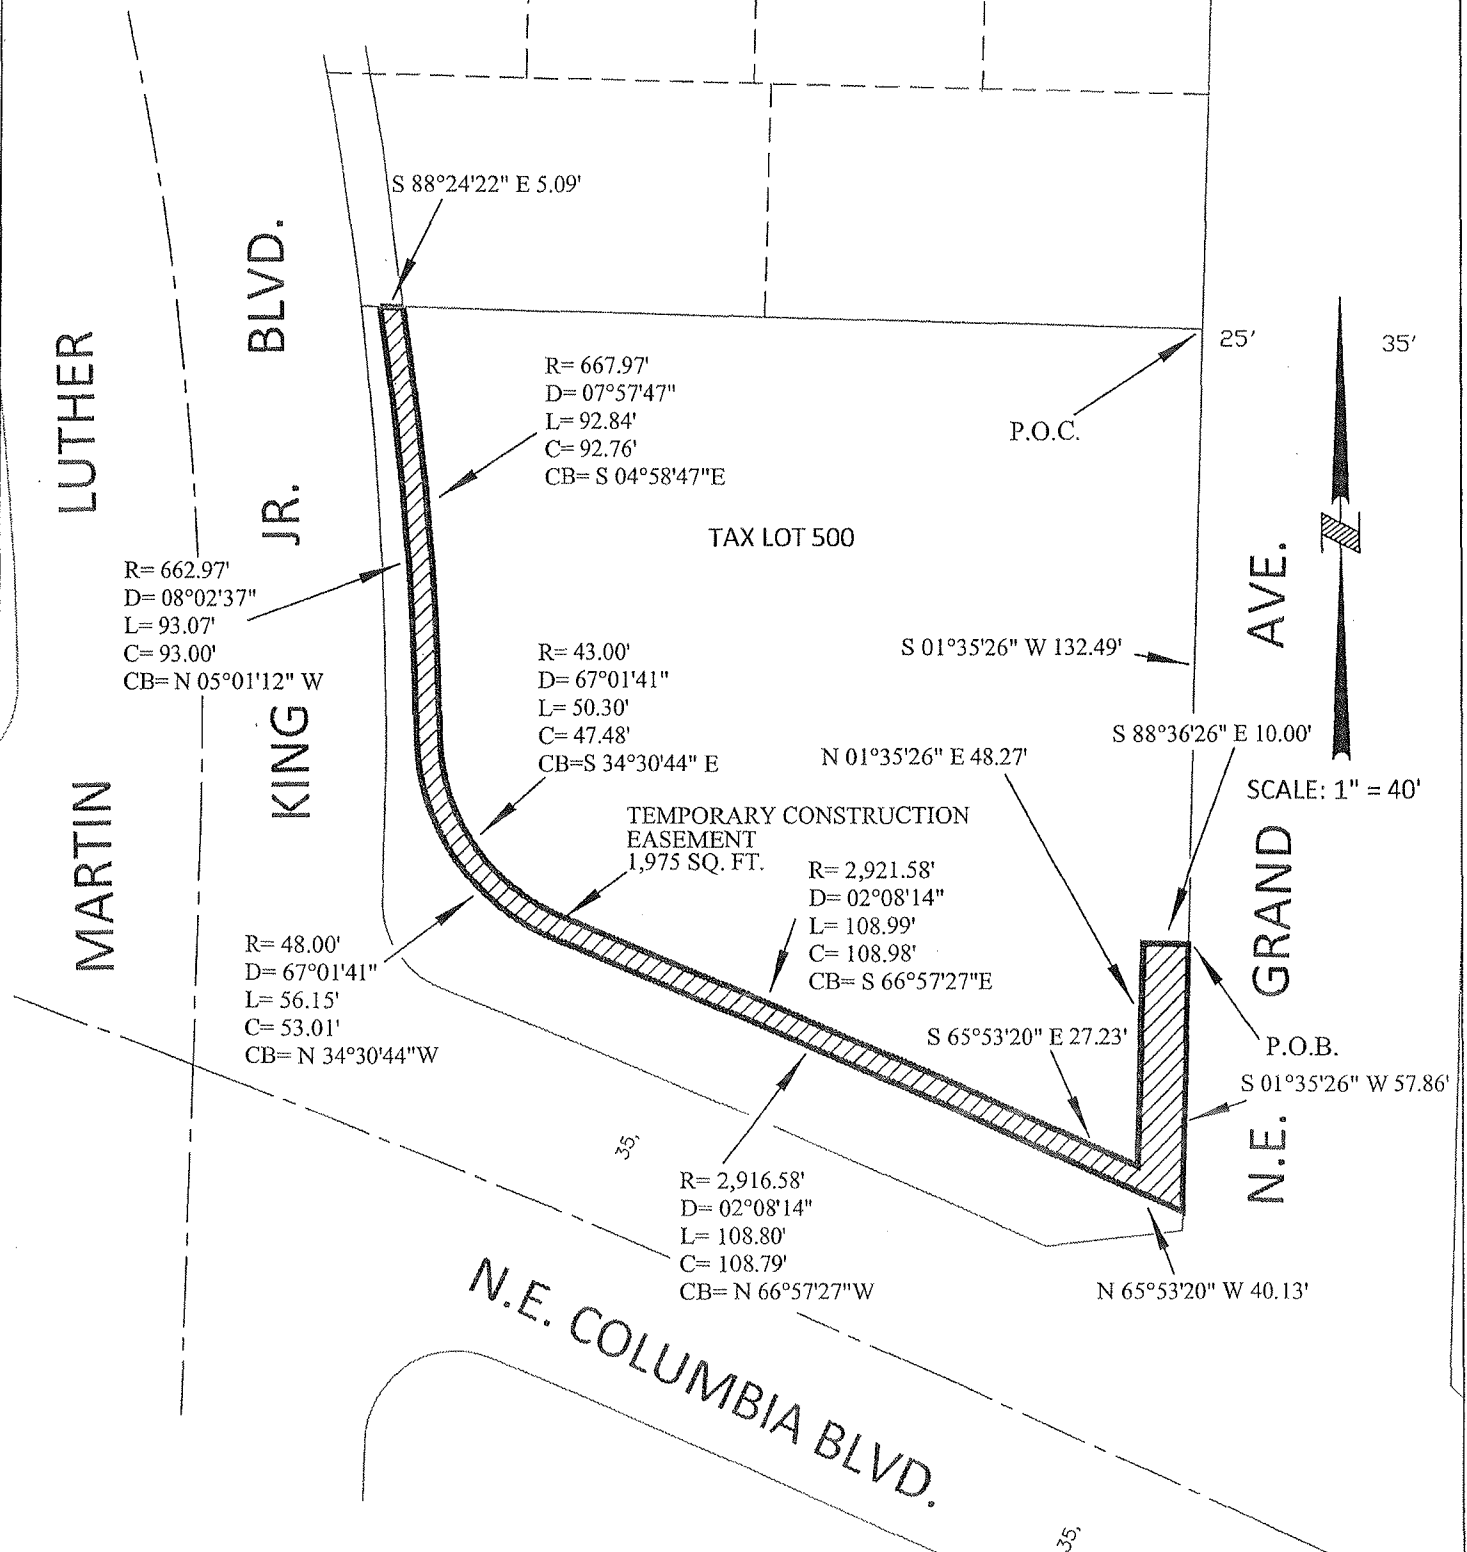 S 88°24'22" E 5.09'
BLVD.
LUTHER
25'
35'
R= 667.97'
D= 07°57'47"
L= 92.84'
C= 92.76'
CB= S 04°58'47"E
P.O.C.
TAX LOT 500
JR.
AVE.
R= 662.97'
D= 08°02'37"
L= 93.07'
C= 93.00'
CB= N 05°01'12" W
S 01°35'26" W 132.49'
R= 43.00'
D= 67°01'41"
L= 50.30'
C= 47.48'
CB=S 34°30'44" E
KING
S 88°36'26" E 10.00'
N 01°35'26" E 48.27'
SCALE: 1" = 40'
MARTIN
TEMPORARY CONSTRUCTION
EASEMENT
1,975 SQ. FT.
R= 2,921.58'
D= 02°08'14"
L= 108.99'
C= 108.98'
CB= S 66°57'27"E
GRAND
R= 48.00'
D= 67°01'41"
L= 56.15'
C= 53.01'
CB= N 34°30'44"W
S 65°53'20" E 27.23'
P.O.B.
S 01°35'26" W 57.86'
N.E.
35,
R= 2,916.58'
D= 02°08'14"
L= 108.80'
C= 108.79'
CB= N 66°57'27"W
N 65°53'20" W 40.13'
N.E. COLUMBIA BLVD.
35,